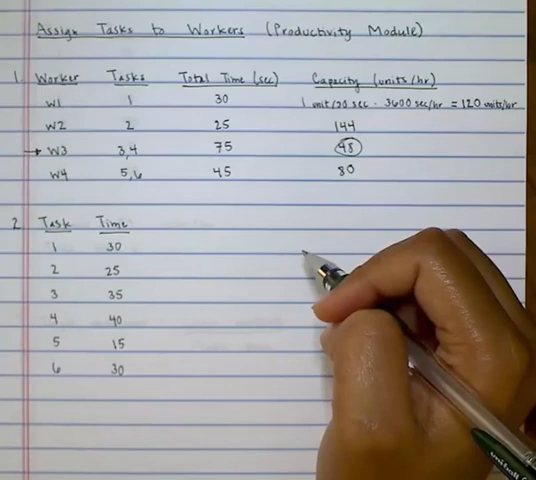 Assign Tasks to Workers (Productivity Module)
1 Worker Tasks Total Time (sec) Capacity (units/hr)
W1 1 30 1 unit/30 sec · 3600 sec/hr = 120 units/hr
W2 2 25 144
→ W3 3,4 75 48
W4 5,6 45 80
2 Task Time
1 30
2 25
3 35
4 40
5 15
6 30